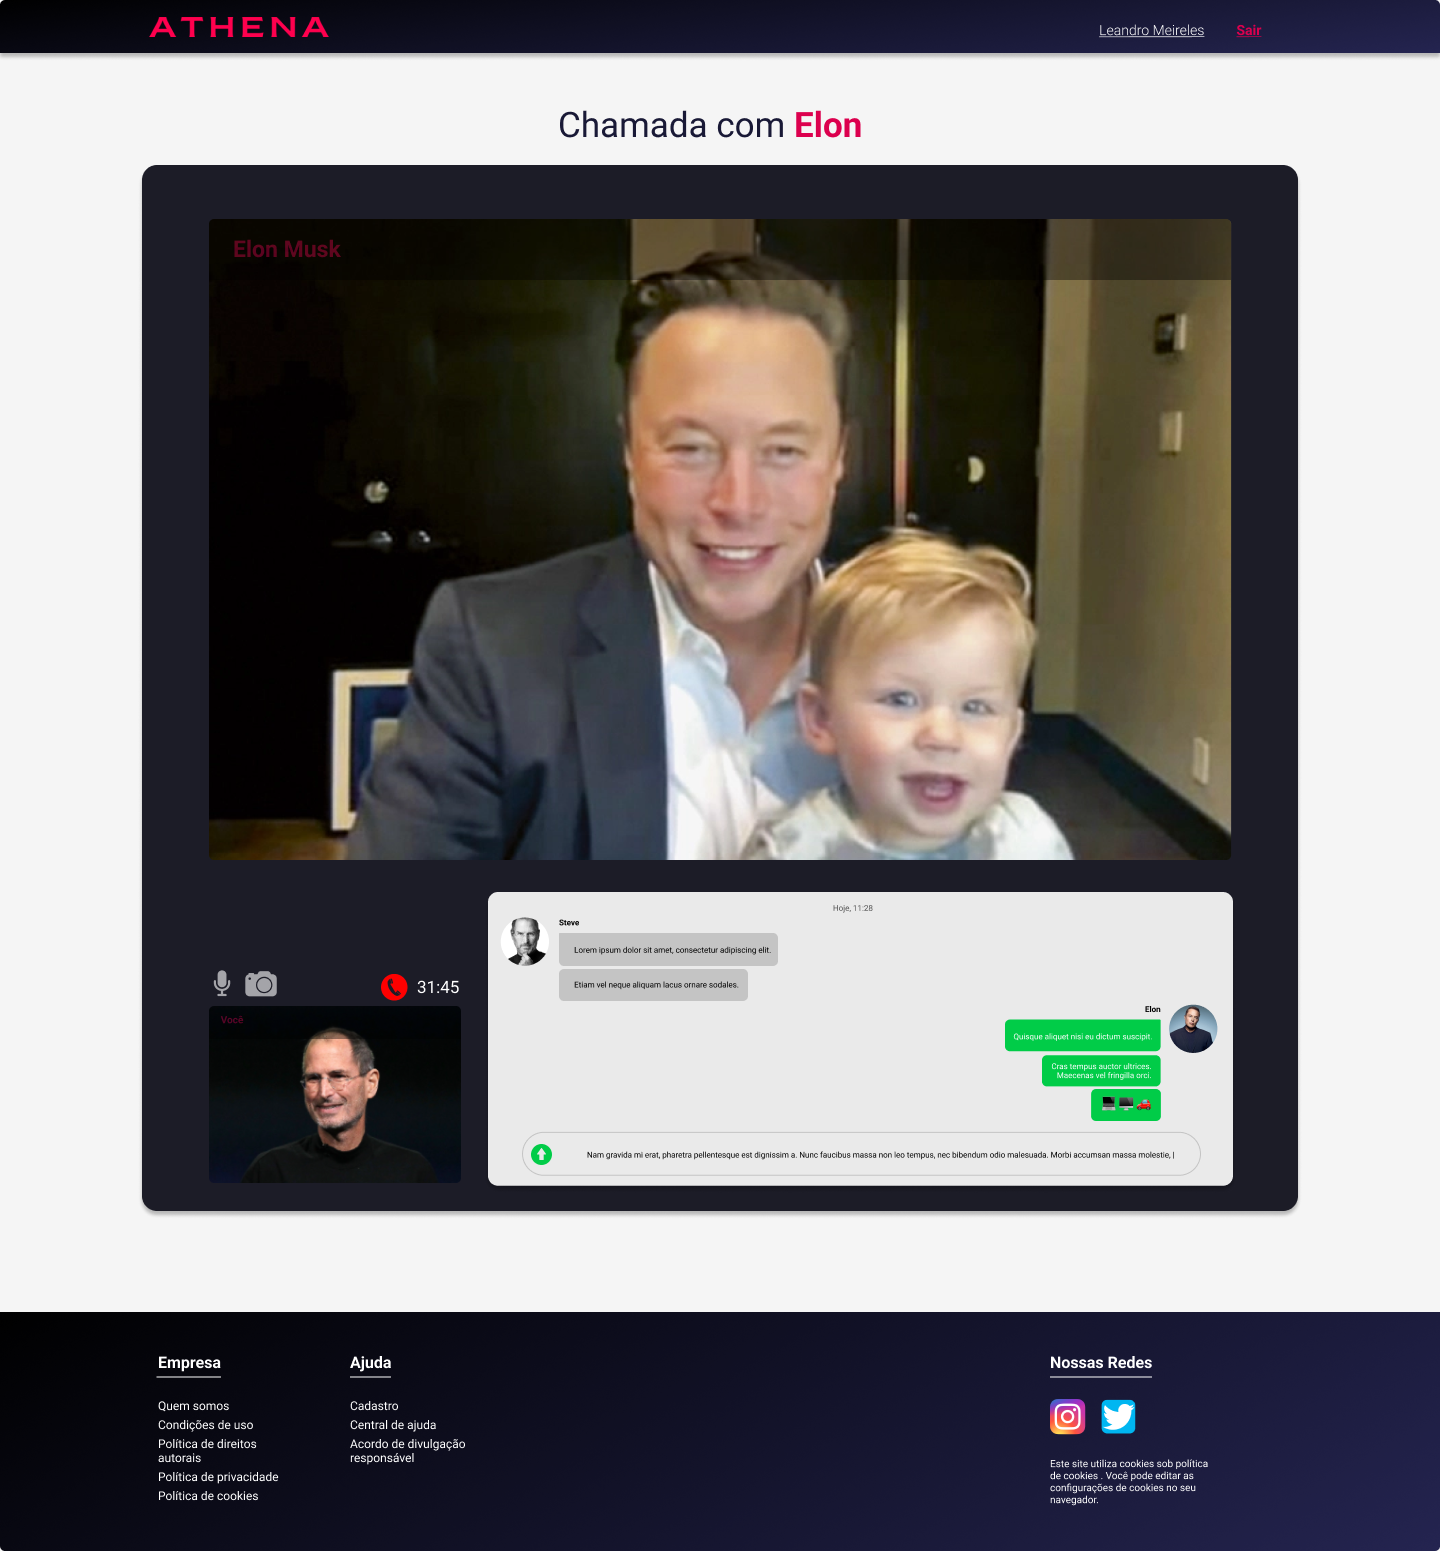 ATHENA
Leandro Meireles
Sair
Chamada com Elon
Elon Musk
Hoje, 11:28
Steve
Lorem ipsum dolor sit amet, consectetur adipiscing elit.
Etiam vel neque aliquam lacus ornare sodales.
Elon
Quisque aliquet nisi eu dictum suscipit.
Cras tempus auctor ultrices.
Maecenas vel fringilla orci.
31:45
Você
Nam gravida mi erat, pharetra pellentesque est dignissim a. Nunc faucibus massa non leo tempus, nec bibendum odio malesuada. Morbi accumsan massa molestie, |
Empresa
Quem somos
Condições de uso
Política de direitos
autorais
Política de privacidade
Política de cookies
Ajuda
Cadastro
Central de ajuda
Acordo de divulgação
responsável
Nossas Redes
Este site utiliza cookies sob política
de cookies . Você pode editar as
configurações de cookies no seu
navegador.